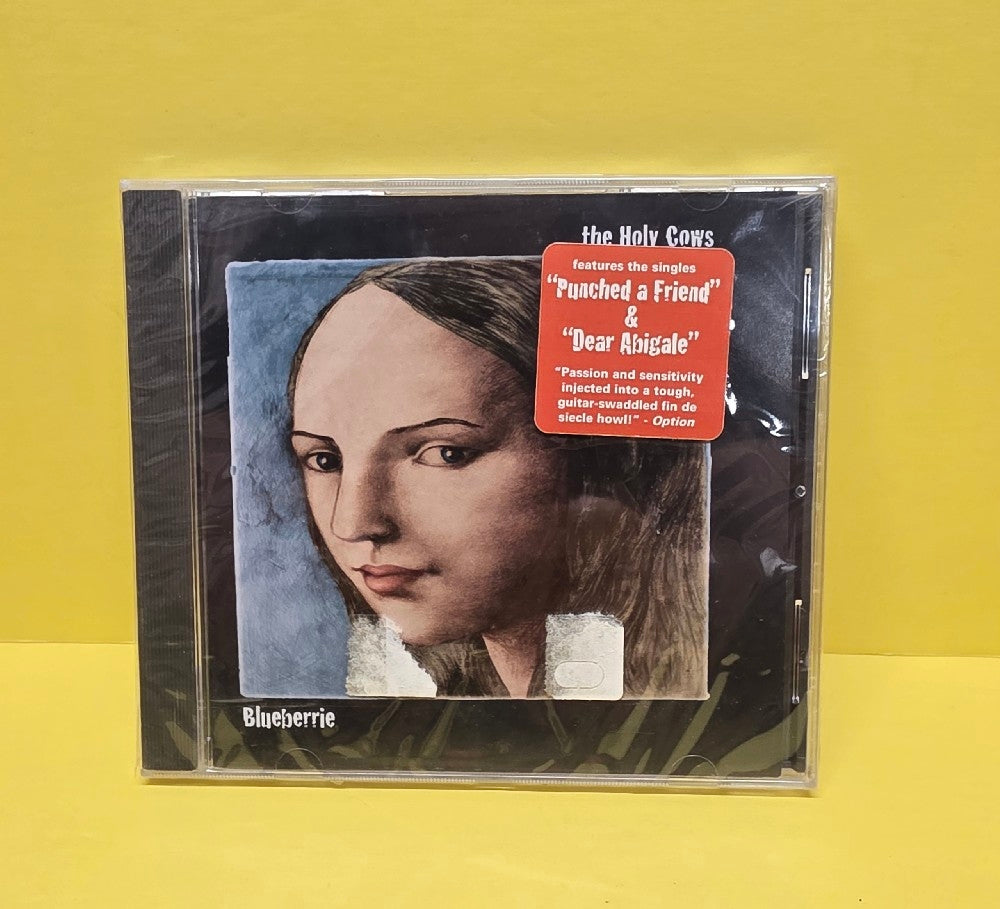 the Holy Cows
features the singles
"Punched a Friend"
&
"Dear Abigale"
"Passion and sensitivity
injected into a tough,
guitar-swaddled fin de
siecle howl!" - Option
Blueberrie